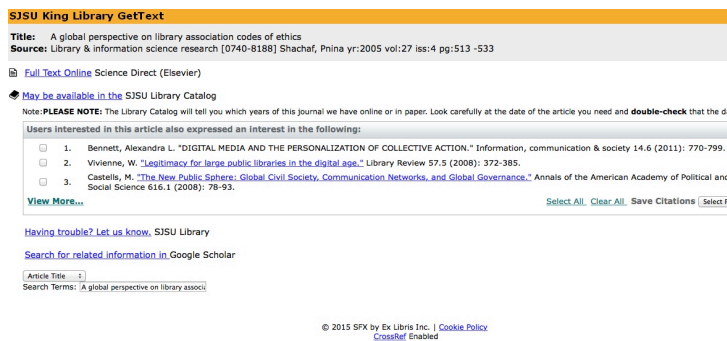 SJSU King Library GetText
Title: A global perspective on library association codes of ethics
Source: Library & information science research [0740-8188] Shachaf, Pnina yr:2005 vol:27 iss:4 pg:513 -533
Full Text Online Science Direct (Elsevier)
May be available in the SJSU Library Catalog
Note:PLEASE NOTE: The Library Catalog will tell you which years of this journal we have online or in paper. Look carefully at the date of the article you need and double-check that the da
Users interested in this article also expressed an interest in the following:
1. Bennett, Alexandra L. "DIGITAL MEDIA AND THE PERSONALIZATION OF COLLECTIVE ACTION." Information, communication & society 14.6 (2011): 770-799.
2. Vivienne, W. "Legitimacy for large public libraries in the digital age." Library Review 57.5 (2008): 372-385.
3. Castells, M. "The New Public Sphere: Global Civil Society, Communication Networks, and Global Governance." Annals of the American Academy of Political and
Social Science 616.1 (2008): 78-93.
View More... Select All Clear All Save Citations Select F
Having trouble? Let us know. SJSU Library
Search for related information in Google Scholar
Article Title
Search Terms: A global perspective on library associa
© 2015 SFX by Ex Libris Inc. | Cookie Policy
CrossRef Enabled